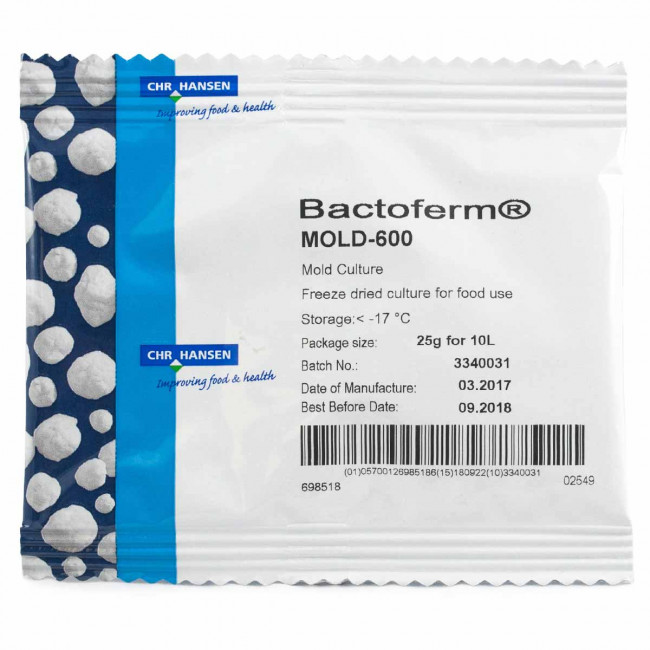 CHR HANSEN
Improving food & health
Bactoferm®
MOLD-600
Mold Culture
Freeze dried culture for food use
Storage:< -17 °C
Package size: 25g for 10L
Batch No.: 3340031
Date of Manufacture: 03.2017
Best Before Date: 09.2018
CHR HANSEN
Improving food & health
(01)05700126985186(15)180922(10)3340031
698518 02549